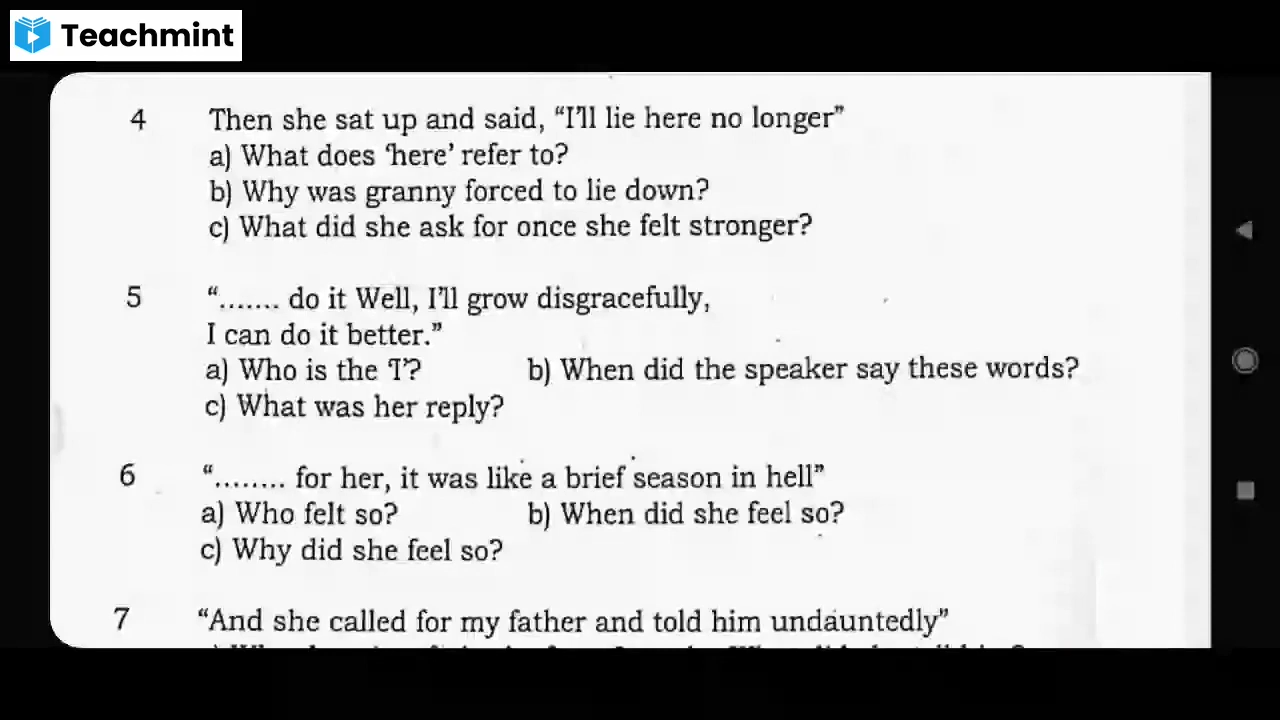 Teachmint
4 Then she sat up and said, “I’ll lie here no longer”
a) What does ‘here’ refer to?
b) Why was granny forced to lie down?
c) What did she ask for once she felt stronger?
5 “....... do it Well, I’ll grow disgracefully,
I can do it better.”
a) Who is the ‘I’? b) When did the speaker say these words?
c) What was her reply?
6 “........ for her, it was like a brief season in hell”
a) Who felt so? b) When did she feel so?
c) Why did she feel so?
7 “And she called for my father and told him undauntedly”